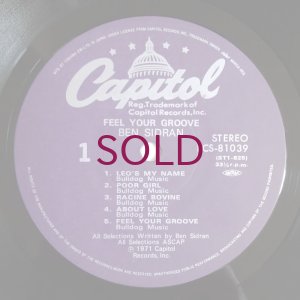 Capitol
Reg. Trademark of
Capitol Records, Inc.
FEEL YOUR GROOVE
BEN SIDRAN
1
SOLD
STEREO
CS-81039
(ST1-825)
33⅓ r.p.m.
1. LEO'S MY NAME
Bulldog Music
2. POOR GIRL
Bulldog Music
3. RACINE BOVINE
Bulldog Music
4. ABOUT LOVE
Bulldog Music
5. FEEL YOUR GROOVE
Bulldog Music
All Selections Written by Ben Sidran
All Selections ASCAP
Ⓟ 1971 Capitol
Records, Inc.